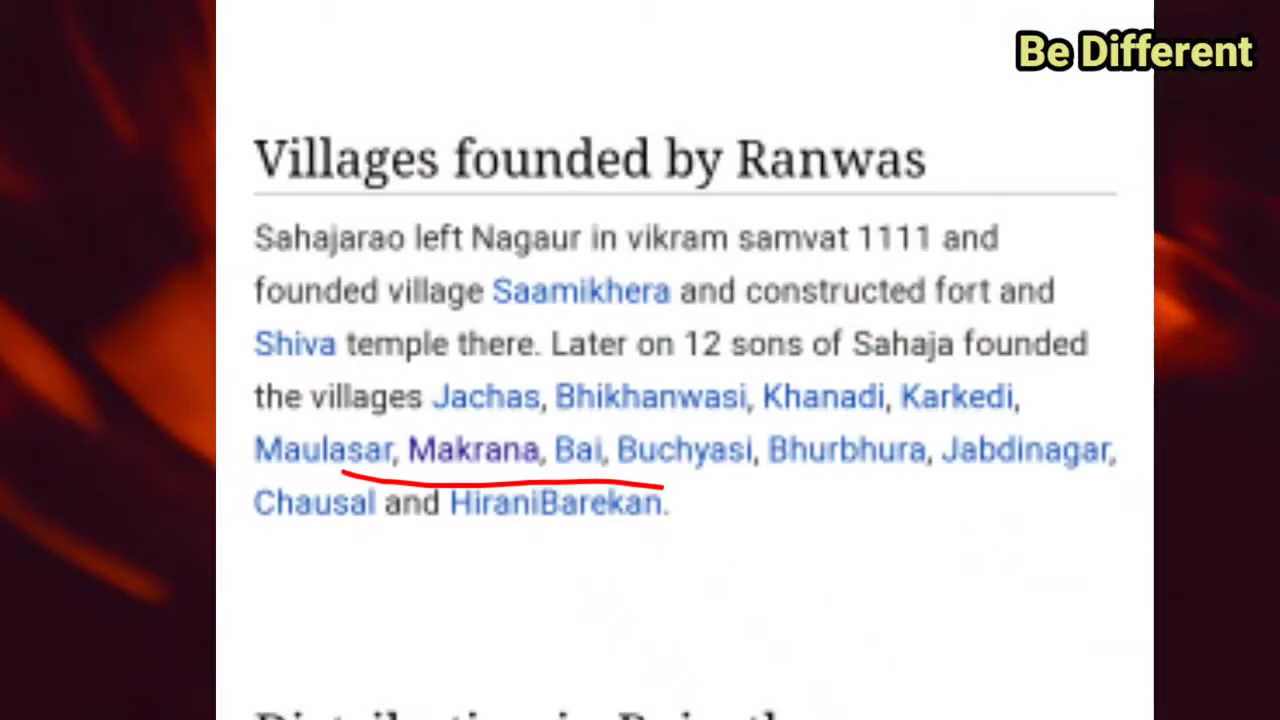 Be Different
Villages founded by Ranwas
Sahajarao left Nagaur in vikram samvat 1111 and
founded village Saamikhera and constructed fort and
Shiva temple there. Later on 12 sons of Sahaja founded
the villages Jachas, Bhikhanwasi, Khanadi, Karkedi,
Maulasar, Makrana, Bai, Buchyasi, Bhurbhura, Jabdinagar,
Chausal and HiraniBarekan.